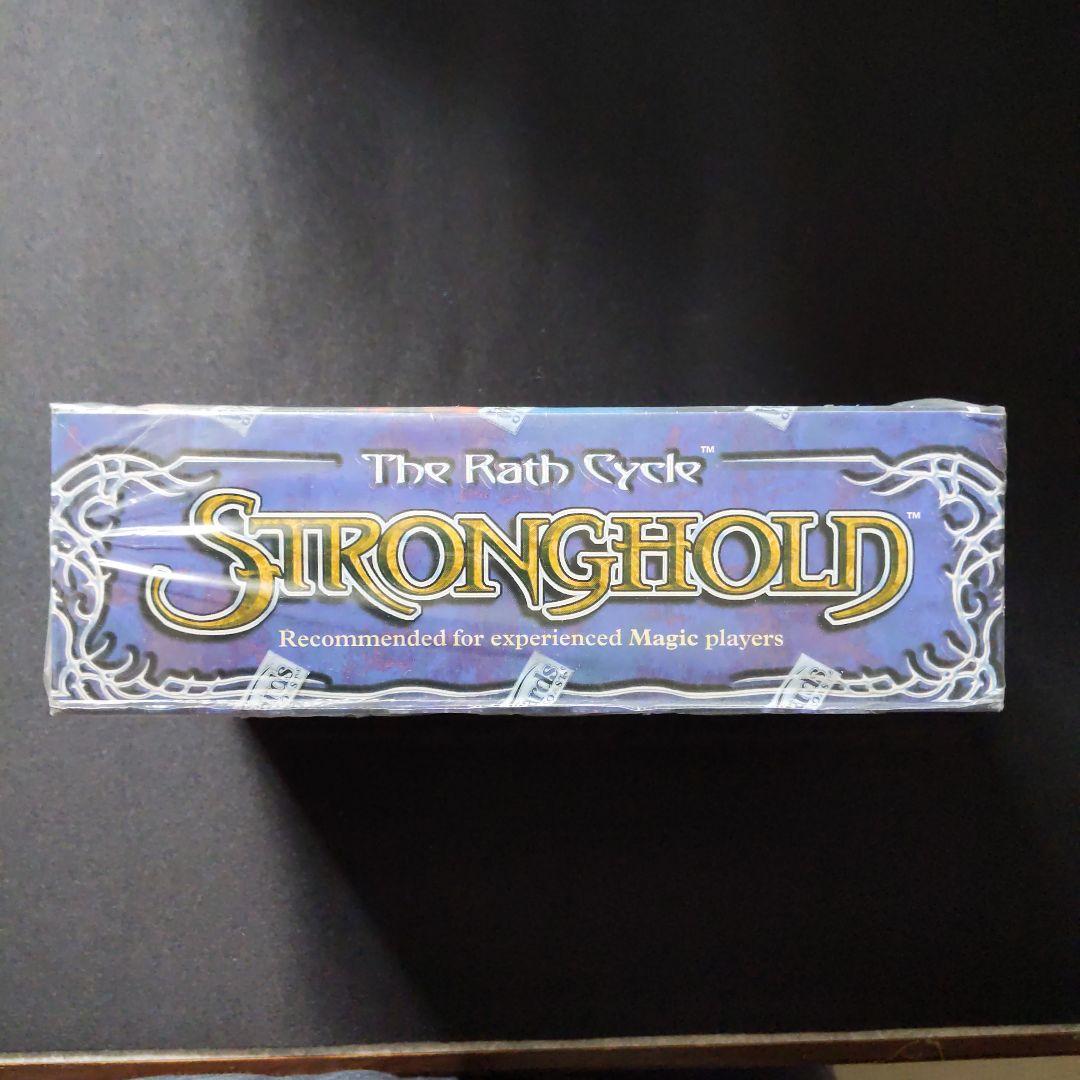 The Rath Cycle™
STRONGHOLD™
Recommended for experienced Magic players